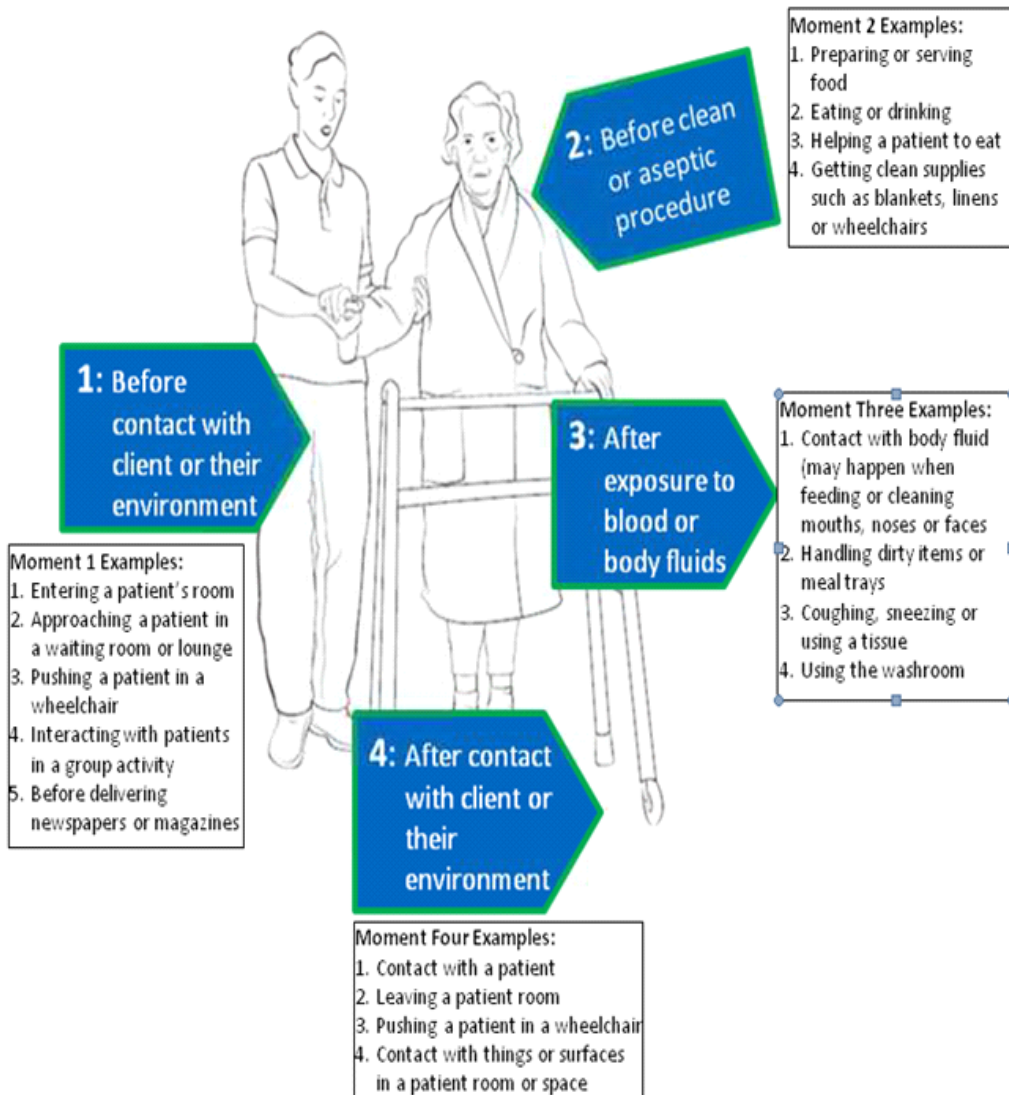 Moment 2 Examples:
1. Preparing or serving
food
2. Eating or drinking
3. Helping a patient to eat
4. Getting clean supplies
such as blankets, linens
or wheelchairs
2: Before clean
or aseptic
procedure
1: Before
contact with
client or their
environment
3: After
exposure to
blood or
body fluids
Moment Three Examples:
1. Contact with body fluid
(may happen when
feeding or cleaning
mouths, noses or faces
2. Handling dirty items or
meal trays
3. Coughing, sneezing or
using a tissue
4. Using the washroom
Moment 1 Examples:
1. Entering a patient's room
2. Approaching a patient in
a waiting room or lounge
3. Pushing a patient in a
wheelchair
4. Interacting with patients
in a group activity
5. Before delivering
newspapers or magazines
4: After contact
with client or
their
environment
Moment Four Examples:
1. Contact with a patient
2. Leaving a patient room
3. Pushing a patient in a wheelchair
4. Contact with things or surfaces
in a patient room or space